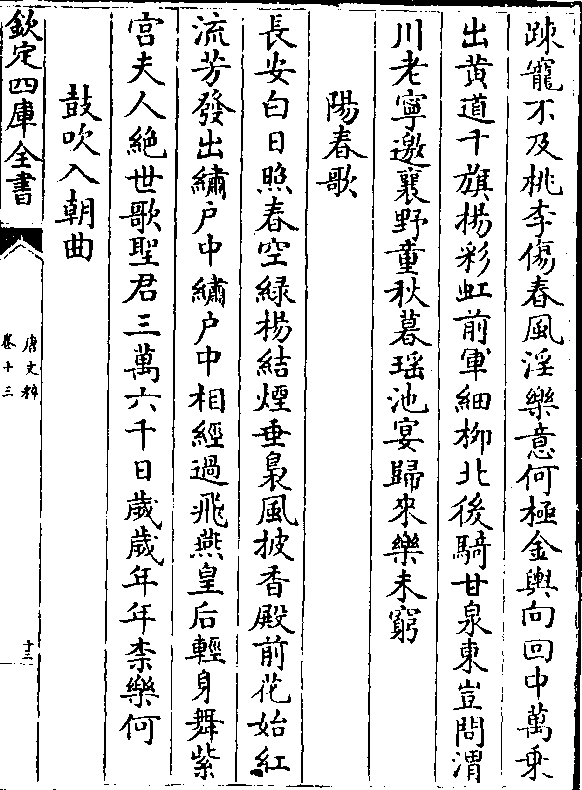 踈寵不及桃李傷春風淫樂意何極金輿向回中萬乗
出黄道千旗楊彩虹前軍細柳北後騎甘泉東豈問渭
川老寧邀襄野童秋暮瑶池宴歸來樂未窮
陽春歌
長安白日照春空緑楊結煙垂裊風披香殿前花始紅
流芳發出繡户中繡户中相經過飛燕皇后輕身舞紫
宫夫人絶世歌聖君三萬六千日歲歲年年柰樂何
鼓吹入朝曲
欽定四庫全書
唐文粹
卷十三
十二